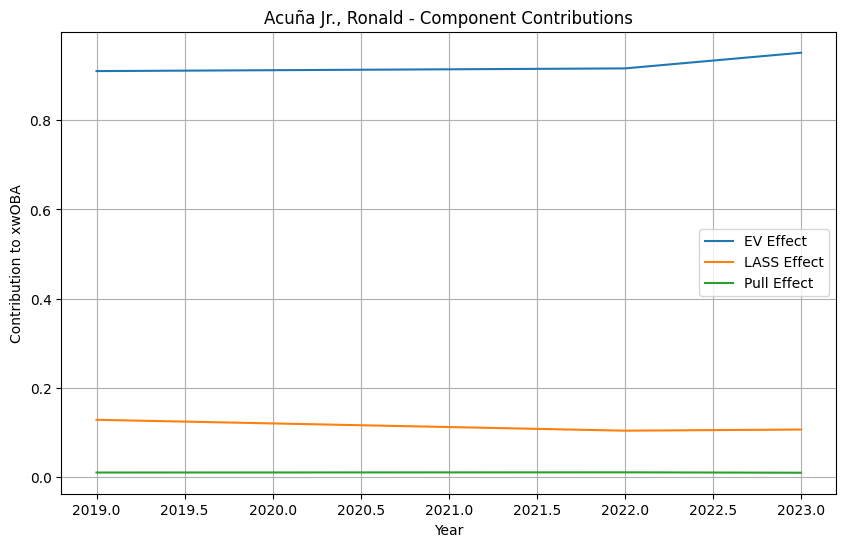 Acuña Jr., Ronald - Component Contributions
Contribution to xwOBA
0.8
0.6
0.4
0.2
0.0
EV Effect
LASS Effect
Pull Effect
2019.0 2019.5 2020.0 2020.5 2021.0 2021.5 2022.0 2022.5 2023.0
Year